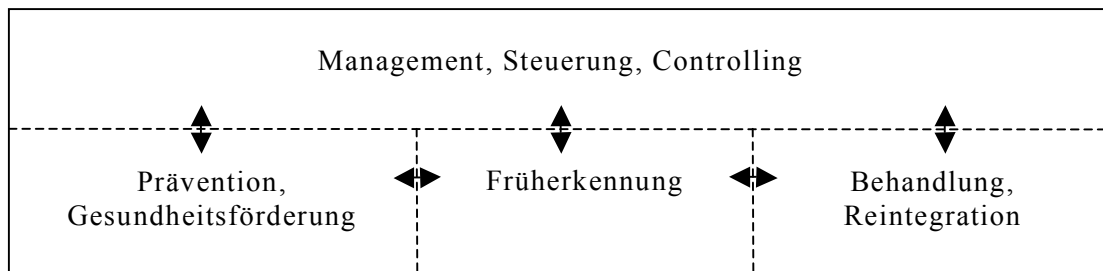 Management, Steuerung, Controlling
Prävention,
Gesundheitsförderung
Früherkennung
Behandlung,
Reintegration